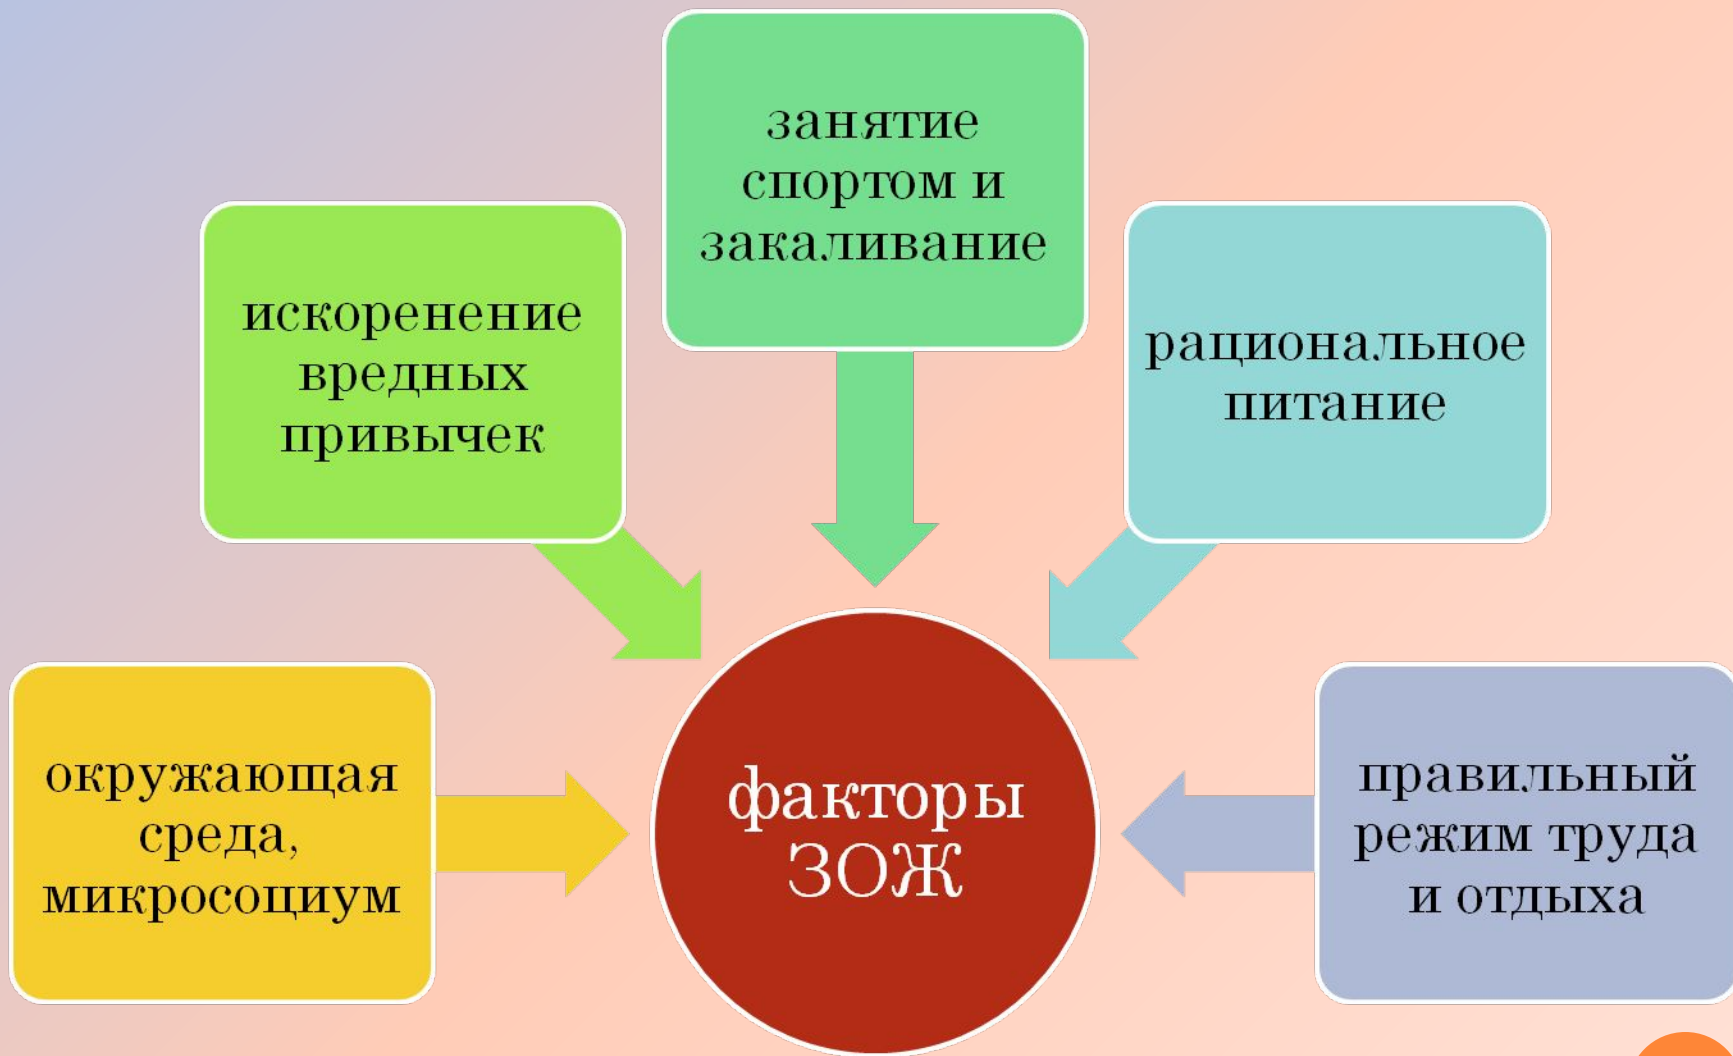 занятие
спортом и
закаливание
искоренение
вредных
привычек
рациональное
питание
окружающая
среда,
микросоциум
факторы
ЗОЖ
правильный
режим труда
и отдыха